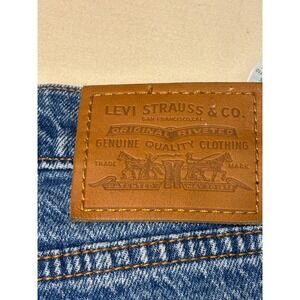 LEVI STRAUSS & CO.
SAN FRANCISCO, CAL
ORIGINAL RIVETED
GENUINE QUALITY CLOTHING
TRADE MARK